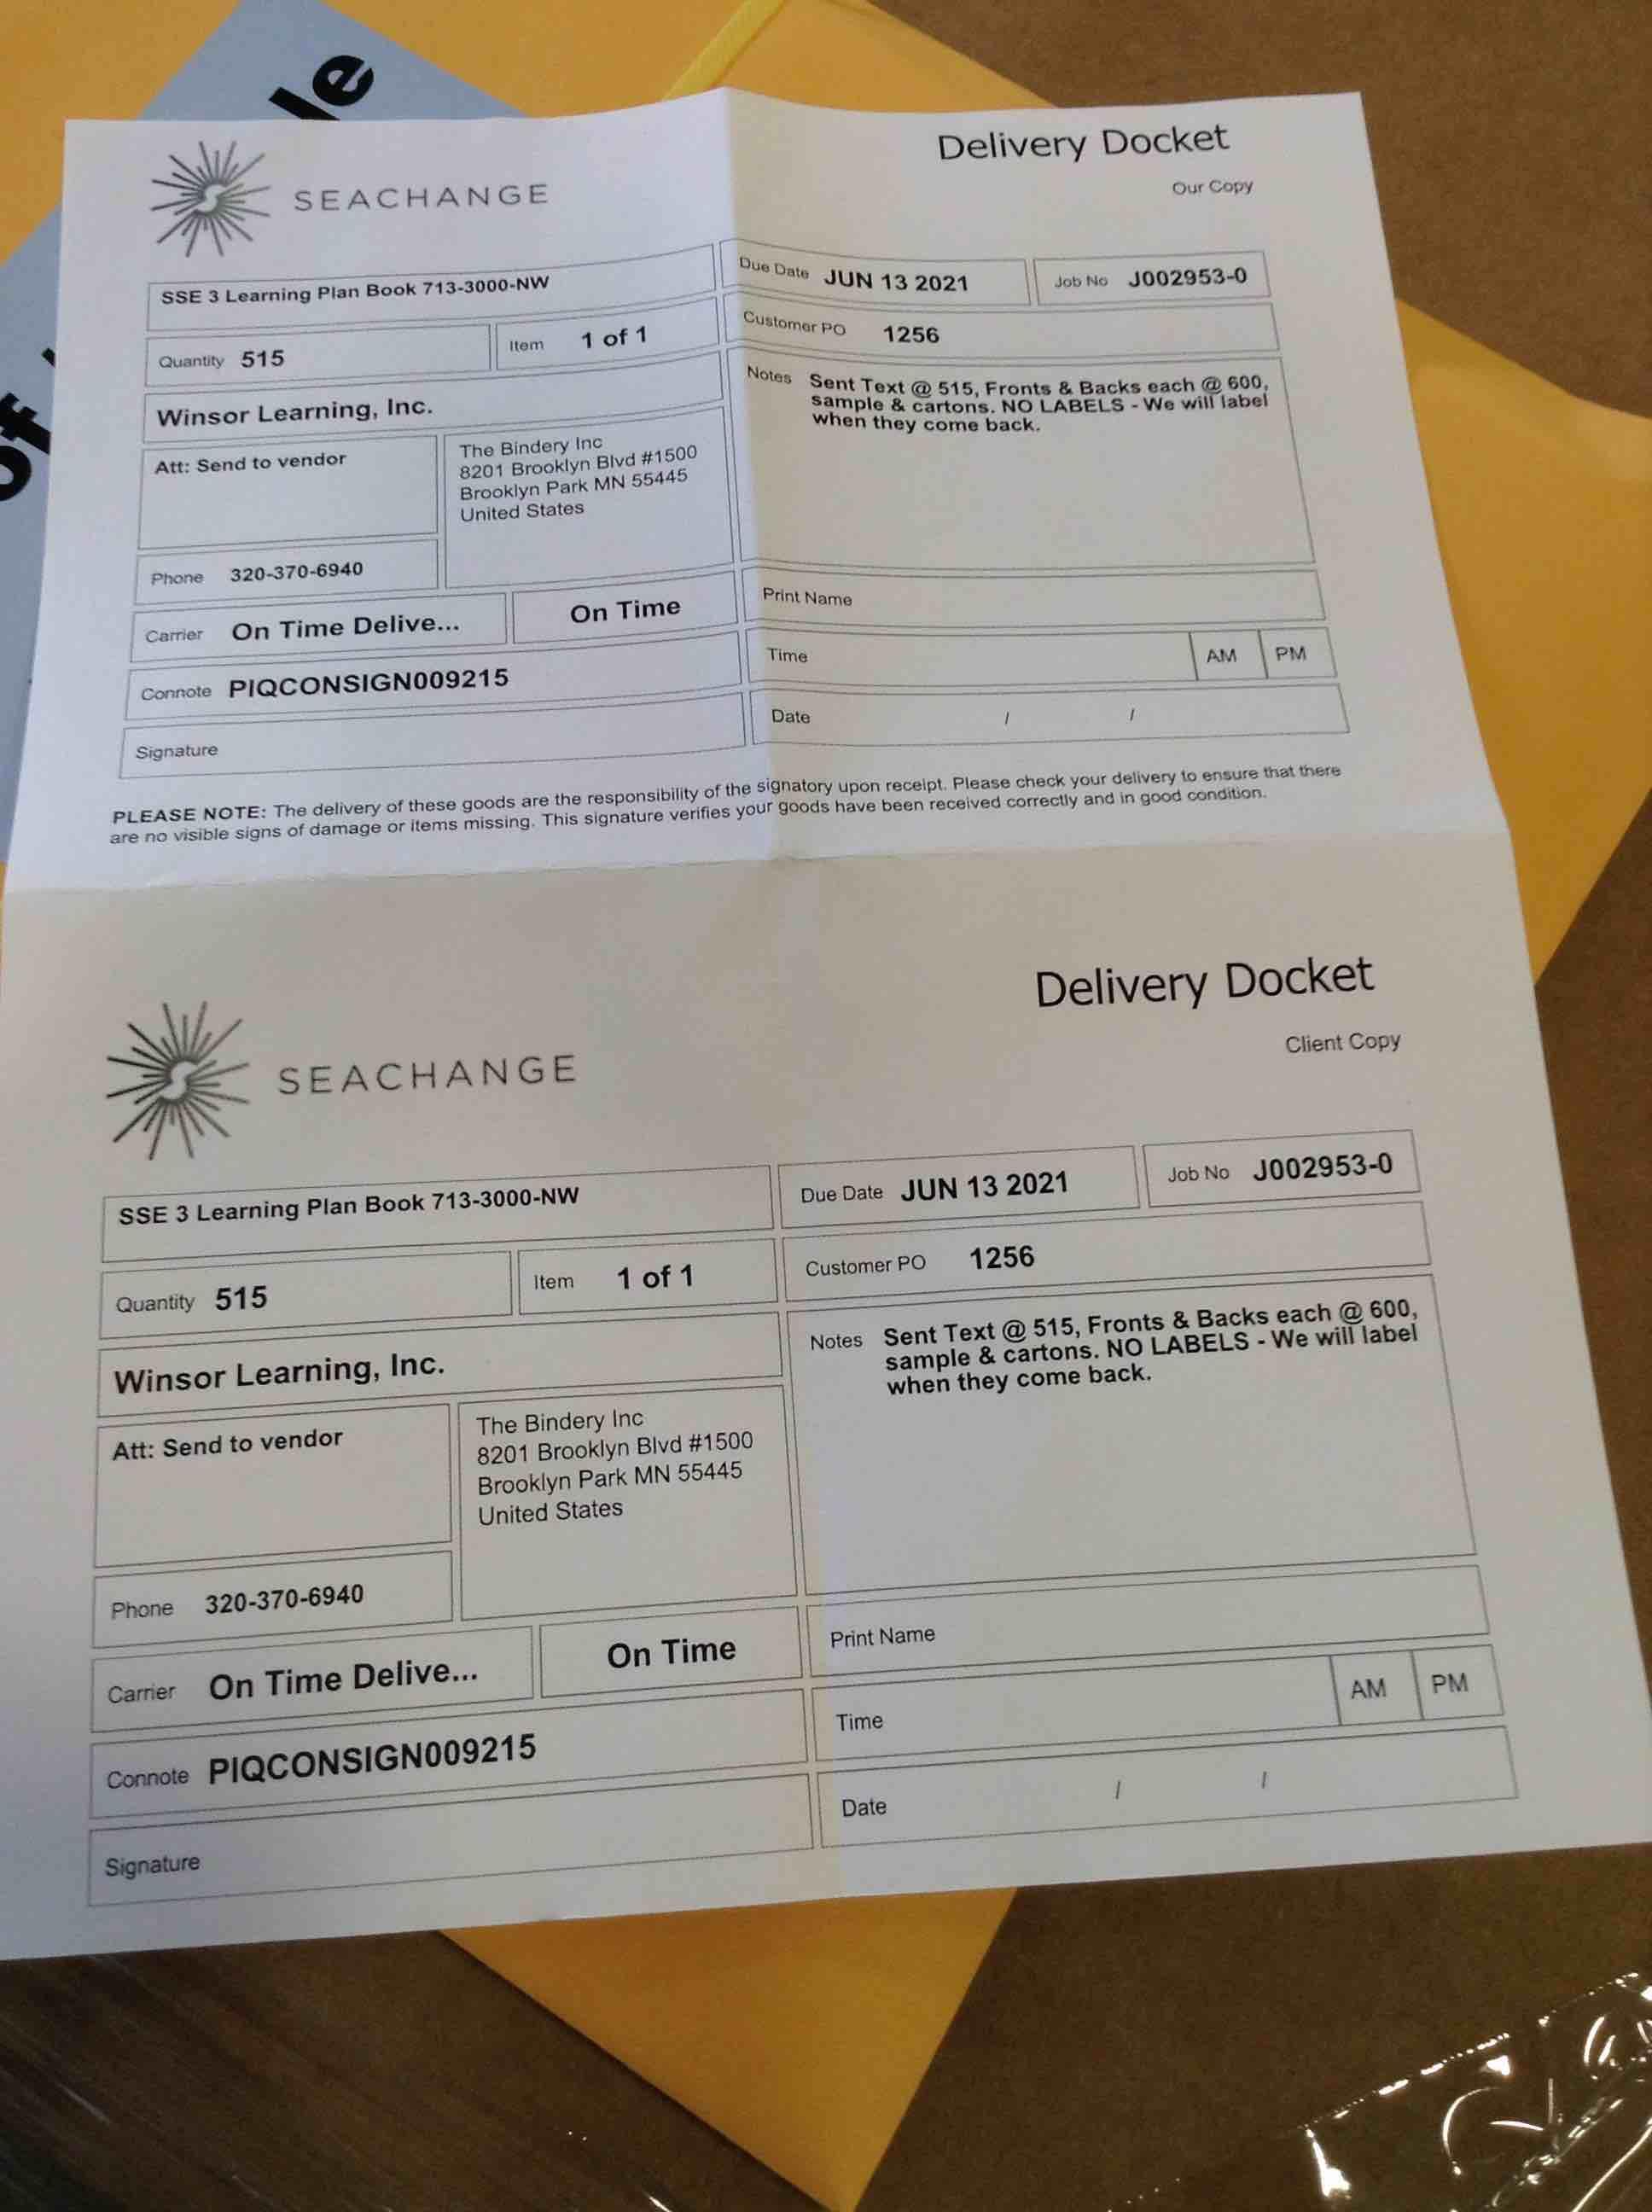 le
of
SEACHANGE
Delivery Docket
Our Copy
SSE 3 Learning Plan Book 713-3000-NW
Due Date JUN 13 2021
Job No J002953-0
Quantity 515
Item 1 of 1
Customer PO 1256
Winsor Learning, Inc.
Notes Sent Text @ 515, Fronts & Backs each @ 600,
sample & cartons. NO LABELS - We will label
when they come back.
Att: Send to vendor
The Bindery Inc
8201 Brooklyn Blvd #1500
Brooklyn Park MN 55445
United States
Phone 320-370-6940
Carrier On Time Delive...
On Time
Print Name
Connote PIQCONSIGN009215
Time
AM
PM
Signature
Date / /
PLEASE NOTE: The delivery of these goods are the responsibility of the signatory upon receipt. Please check your delivery to ensure that there
are no visible signs of damage or items missing. This signature verifies your goods have been received correctly and in good condition.
SEACHANGE
Delivery Docket
Client Copy
SSE 3 Learning Plan Book 713-3000-NW
Due Date JUN 13 2021
Job No J002953-0
Quantity 515
Item 1 of 1
Customer PO 1256
Winsor Learning, Inc.
Notes Sent Text @ 515, Fronts & Backs each @ 600,
sample & cartons. NO LABELS - We will label
when they come back.
Att: Send to vendor
The Bindery Inc
8201 Brooklyn Blvd #1500
Brooklyn Park MN 55445
United States
Phone 320-370-6940
Carrier On Time Delive...
On Time
Print Name
Connote PIQCONSIGN009215
Time
AM
PM
Signature
Date / /